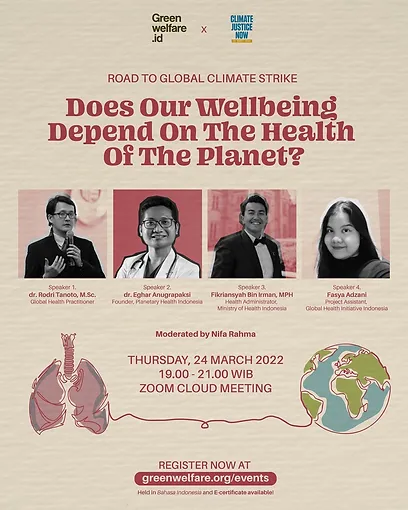 Green
welfare
.id
x
CLIMATE
JUSTICE
NOW
ROAD TO GLOBAL CLIMATE STRIKE
Does Our Wellbeing
Depend On The Health
Of The Planet?
Speaker 1.
dr. Rodri Tanoto, M.Sc.
Global Health Practitioner
Speaker 2.
dr. Eghar Anugrapaksi
Founder, Planetary Health Indonesia
Speaker 3.
Fikriansyah Bin Irman, MPH
Health Administrator,
Ministry of Health Indonesia
Speaker 4.
Fasya Adzani
Project Assistant,
Global Health Initiative Indonesia
Moderated by Nifa Rahma
THURSDAY, 24 MARCH 2022
19.00 - 21.00 WIB
ZOOM CLOUD MEETING
REGISTER NOW AT
greenwelfare.org/events
Held in Bahasa Indonesia and E-certificate available!